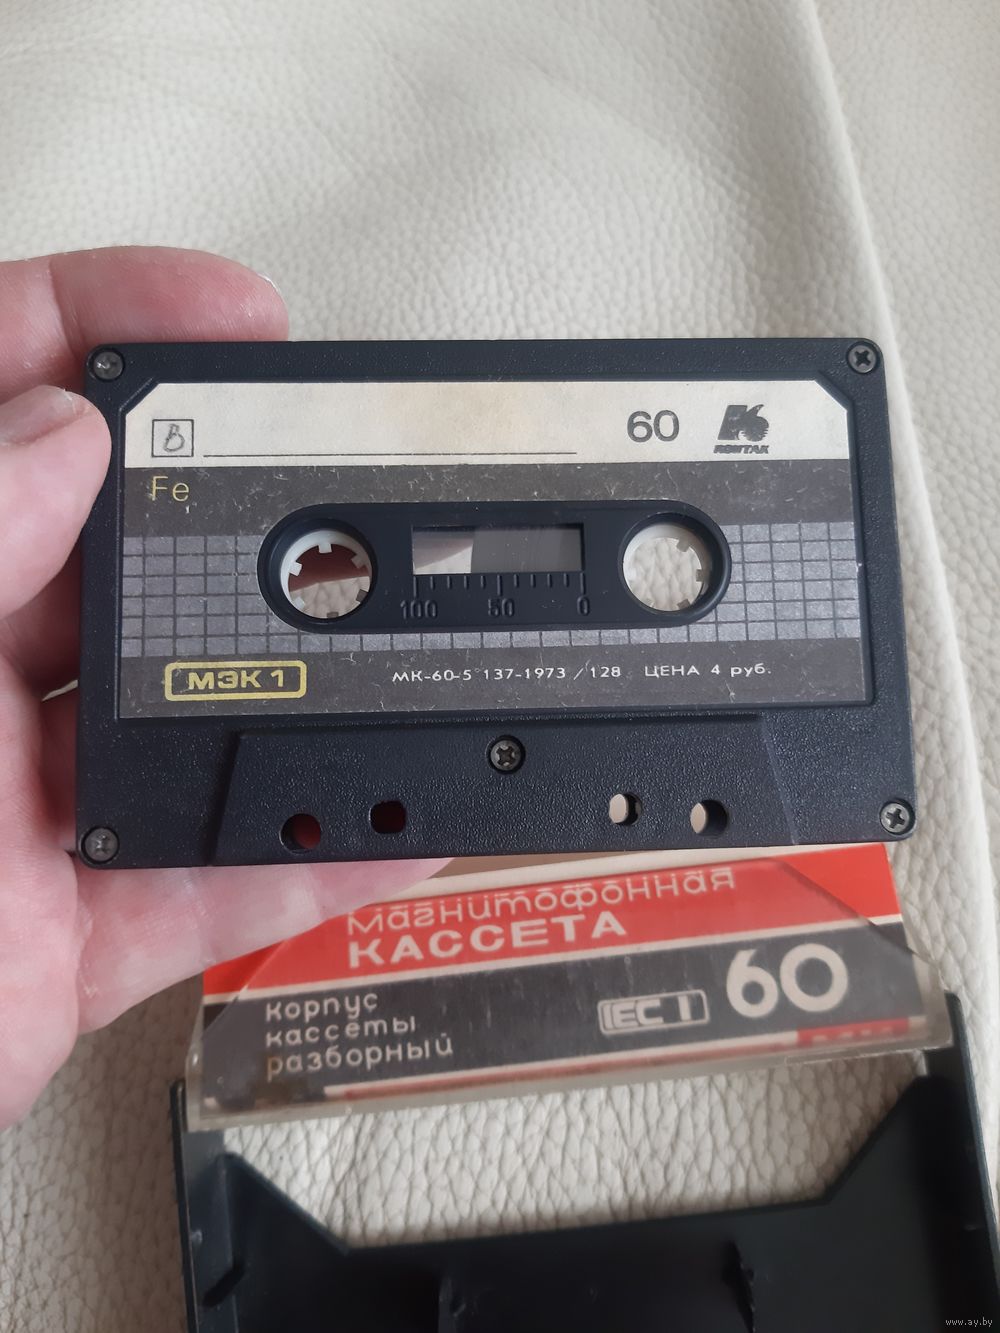 B
60
Fe
100 50 0
МЭК 1
МК-60-5 137-1973 / 128 ЦЕНА 4 руб.
Магнитофонная
КАССЕТА
корпус
кассеты
разборный
IEC I
60
www.ay.by